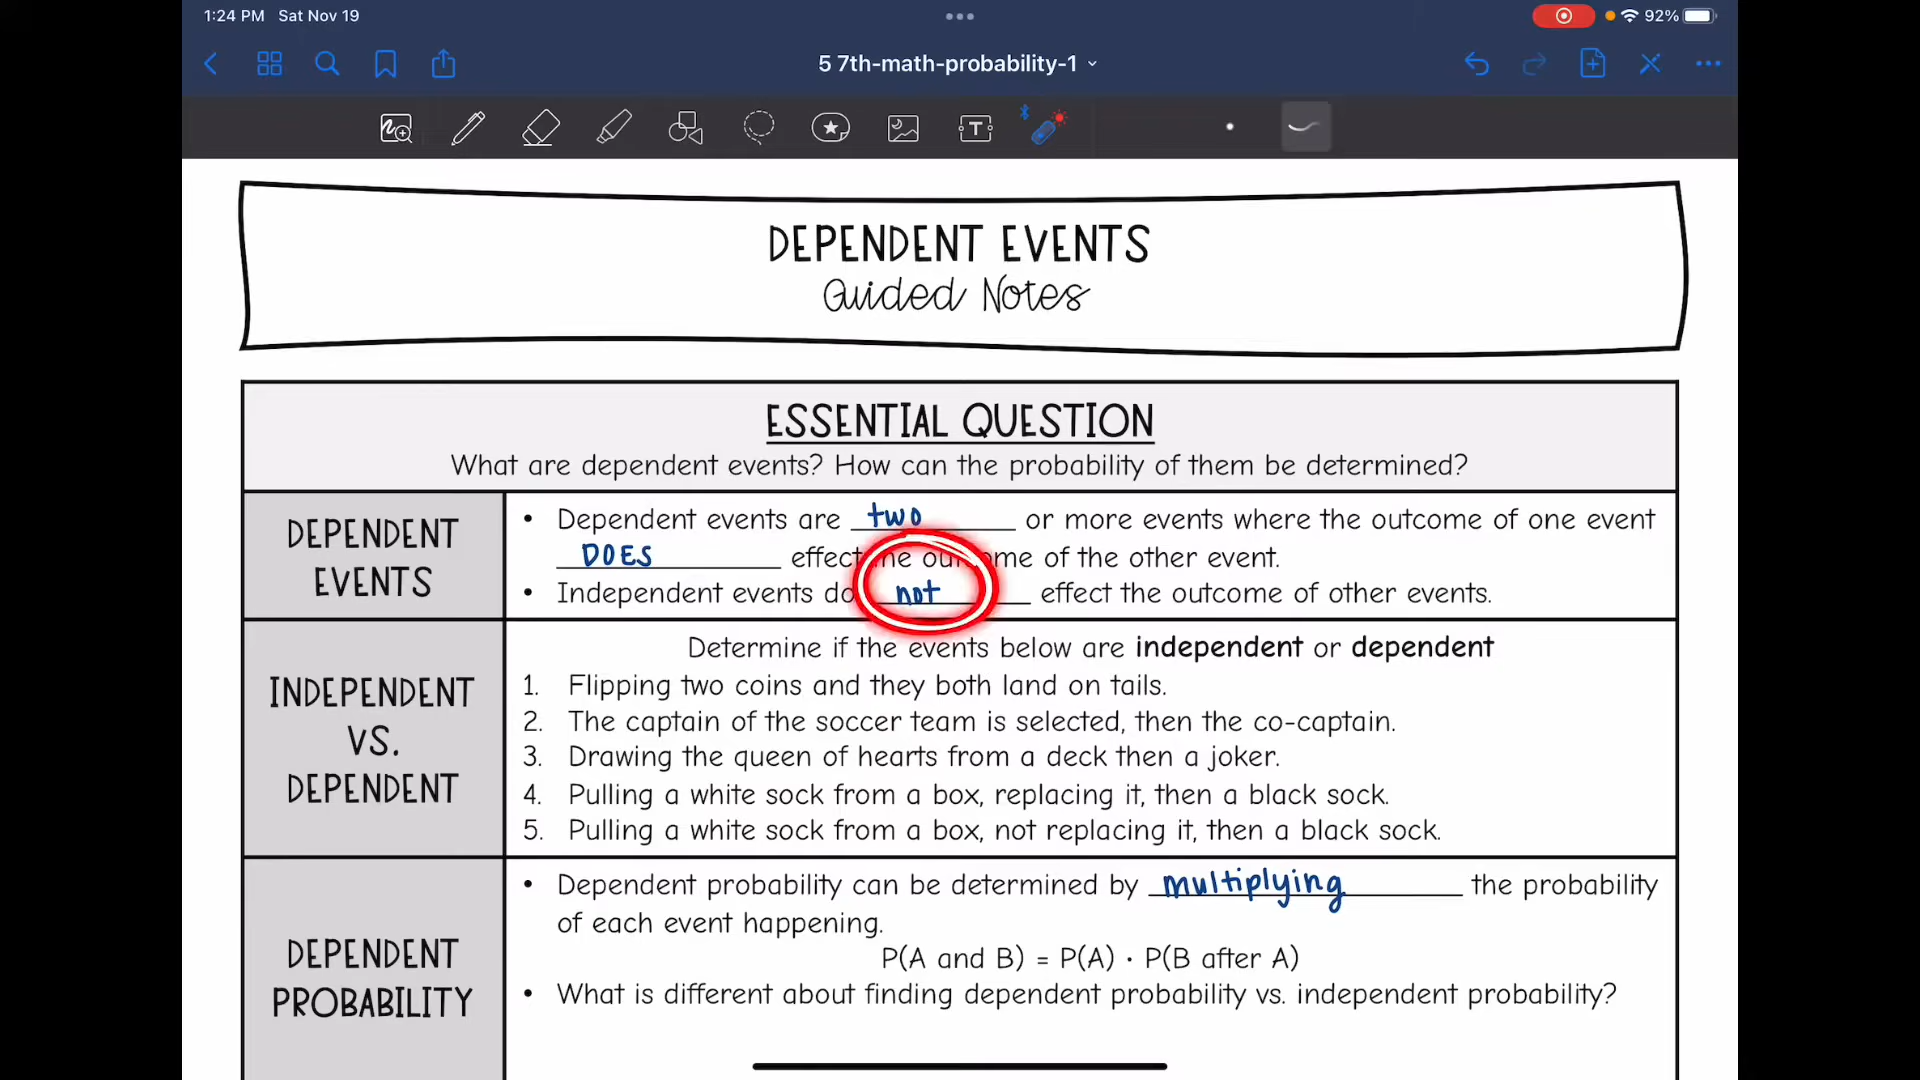 1:24 PM Sat Nov 19
92%
5 7th-math-probability-1
T
DEPENDENT EVENTS
Guided Notes
ESSENTIAL QUESTION
What are dependent events? How can the probability of them be determined?
DEPENDENT
EVENTS
• Dependent events are two or more events where the outcome of one event
DOES effect the outcome of the other event.
• Independent events do not effect the outcome of other events.
INDEPENDENT
VS.
DEPENDENT
Determine if the events below are independent or dependent
1. Flipping two coins and they both land on tails.
2. The captain of the soccer team is selected, then the co-captain.
3. Drawing the queen of hearts from a deck then a joker.
4. Pulling a white sock from a box, replacing it, then a black sock.
5. Pulling a white sock from a box, not replacing it, then a black sock.
DEPENDENT
PROBABILITY
• Dependent probability can be determined by multiplying the probability
of each event happening.
P(A and B) = P(A) · P(B after A)
• What is different about finding dependent probability vs. independent probability?